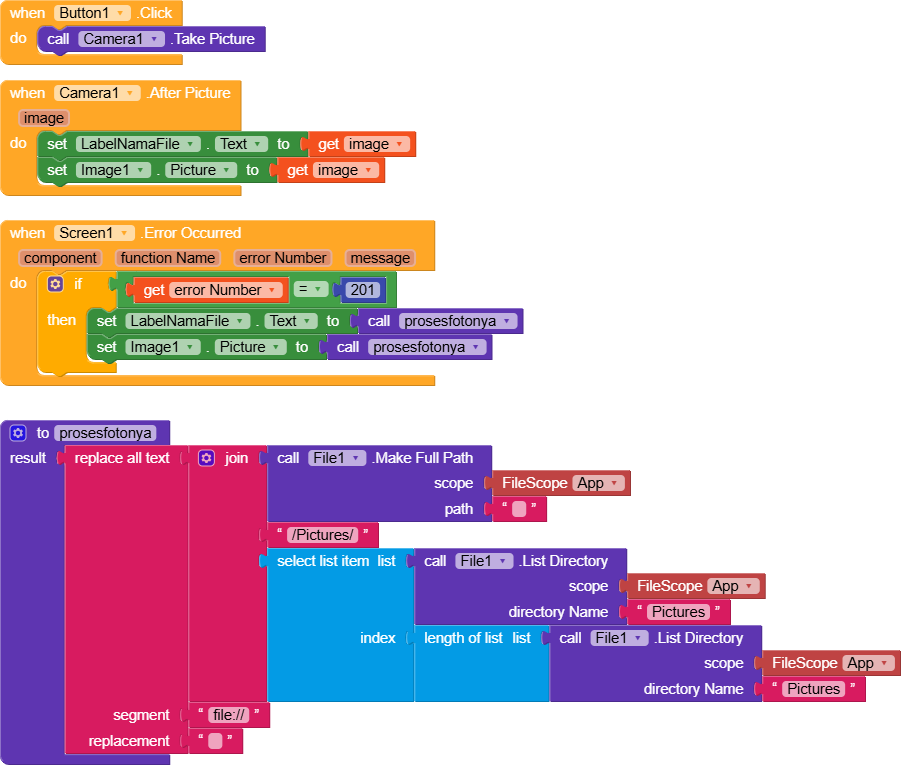 when Button1 .Click
do call Camera1 .Take Picture
when Camera1 .After Picture
image
do set LabelNamaFile . Text to get image
set Image1 . Picture to get image
when Screen1 .Error Occurred
component function Name error Number message
do if get error Number = 201
then set LabelNamaFile . Text to call prosesfotonya
set Image1 . Picture to call prosesfotonya
to prosesfotonya
result replace all text join call File1 .Make Full Path
scope FileScope App
path “ ”
“ /Pictures/ ”
select list item list call File1 .List Directory
scope FileScope App
directory Name “ Pictures ”
index length of list list call File1 .List Directory
scope FileScope App
directory Name “ Pictures ”
segment “ file:// ”
replacement “ ”